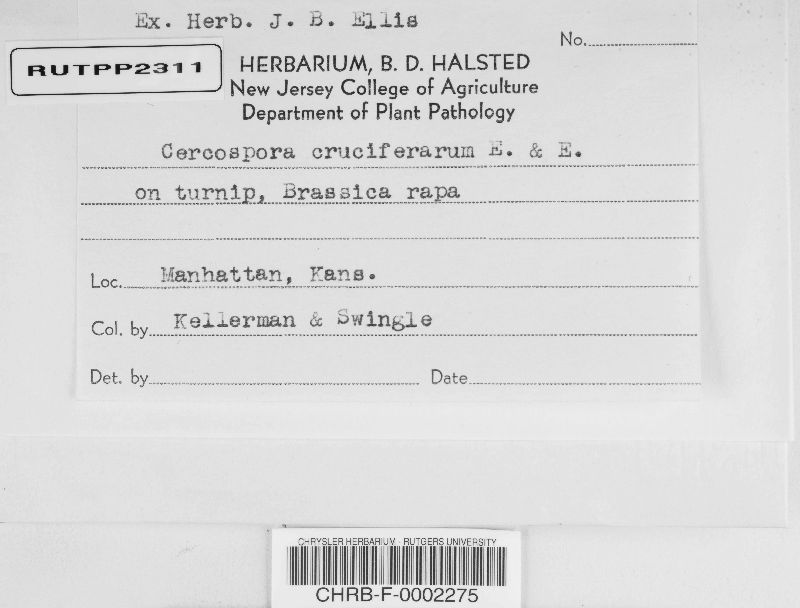 Ex. Herb. J. B. Ellis
No.
RUTPP2311
HERBARIUM, B. D. HALSTED
New Jersey College of Agriculture
Department of Plant Pathology
Cercospora cruciferarum E. & E.
on turnip, Brassica rapa
Loc. Manhattan, Kans.
Col. by Kellerman & Swingle
Det. by Date
CHRYSLER HERBARIUM - RUTGERS UNIVERSITY
CHRB-F-0002275